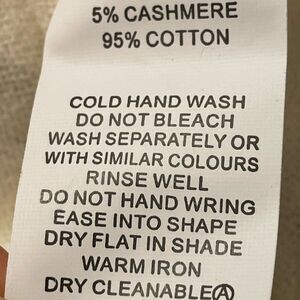 5% CASHMERE
95% COTTON
COLD HAND WASH
DO NOT BLEACH
WASH SEPARATELY OR
WITH SIMILAR COLOURS
RINSE WELL
DO NOT HAND WRING
EASE INTO SHAPE
DRY FLAT IN SHADE
WARM IRON
DRY CLEANABLE Ⓐ